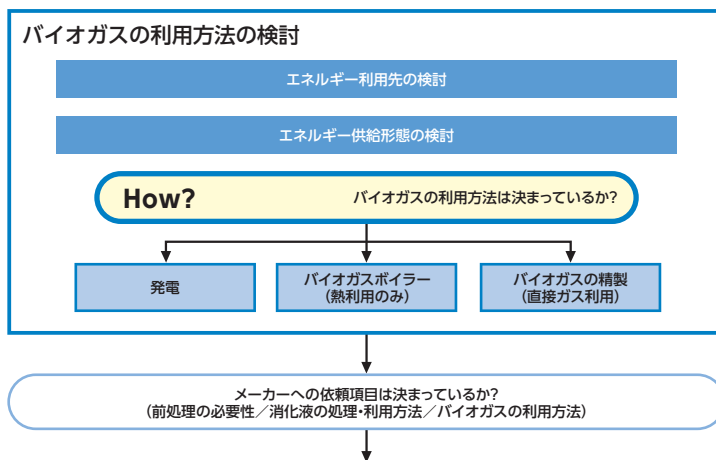 バイオガスの利用方法の検討
エネルギー利用先の検討
エネルギー供給形態の検討
How?
バイオガスの利用方法は決まっているか?
発電
バイオガスボイラー
(熱利用のみ)
バイオガスの精製
(直接ガス利用)
メーカーへの依頼項目は決まっているか?
(前処理の必要性／消化液の処理・利用方法／バイオガスの利用方法)